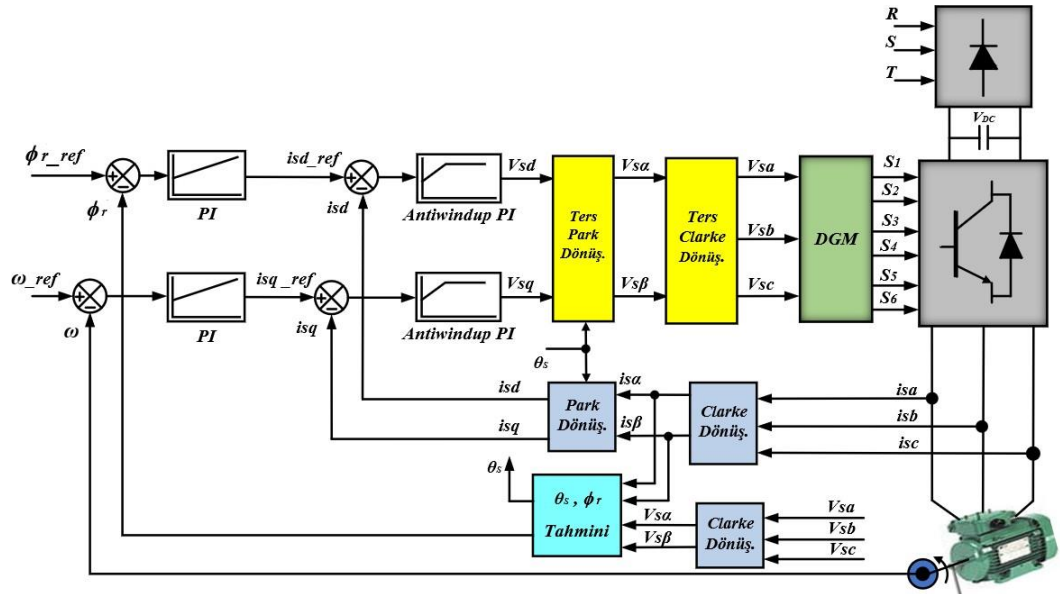 R
S
T
VDC
ϕr_ref
ϕr
PI
isd_ref
isd
Antiwindup PI
Vsd
Ters
Park
Dönüş.
Vsα
Vsβ
Ters
Clarke
Dönüş.
Vsa
Vsb
Vsc
DGM
S1
S2
S3
S4
S5
S6
ω_ref
ω
PI
isq_ref
isq
Antiwindup PI
Vsq
θs
isd
isq
Park
Dönüş.
isα
isβ
Clarke
Dönüş.
isa
isb
isc
θs
θs , ϕr
Tahmini
Vsα
Vsβ
Clarke
Dönüş.
Vsa
Vsb
Vsc